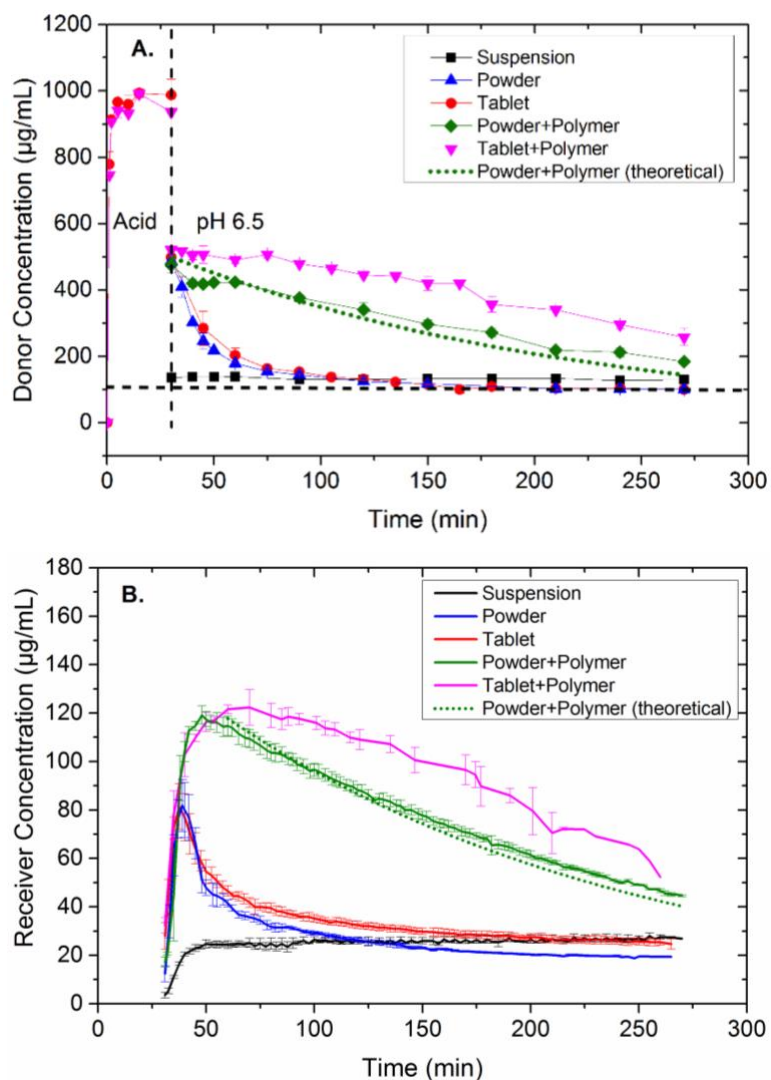 1200
A.
Suspension
Powder
Tablet
Powder+Polymer
Tablet+Polymer
Powder+Polymer (theoretical)
1000
800
600
400
200
0
Acid
pH 6.5
Donor Concentration (µg/mL)
0
50
100
150
200
250
300
Time (min)
180
B.
Suspension
Powder
Tablet
Powder+Polymer
Tablet+Polymer
Powder+Polymer (theoretical)
160
140
120
100
80
60
40
20
0
Receiver Concentration (µg/mL)
0
50
100
150
200
250
300
Time (min)